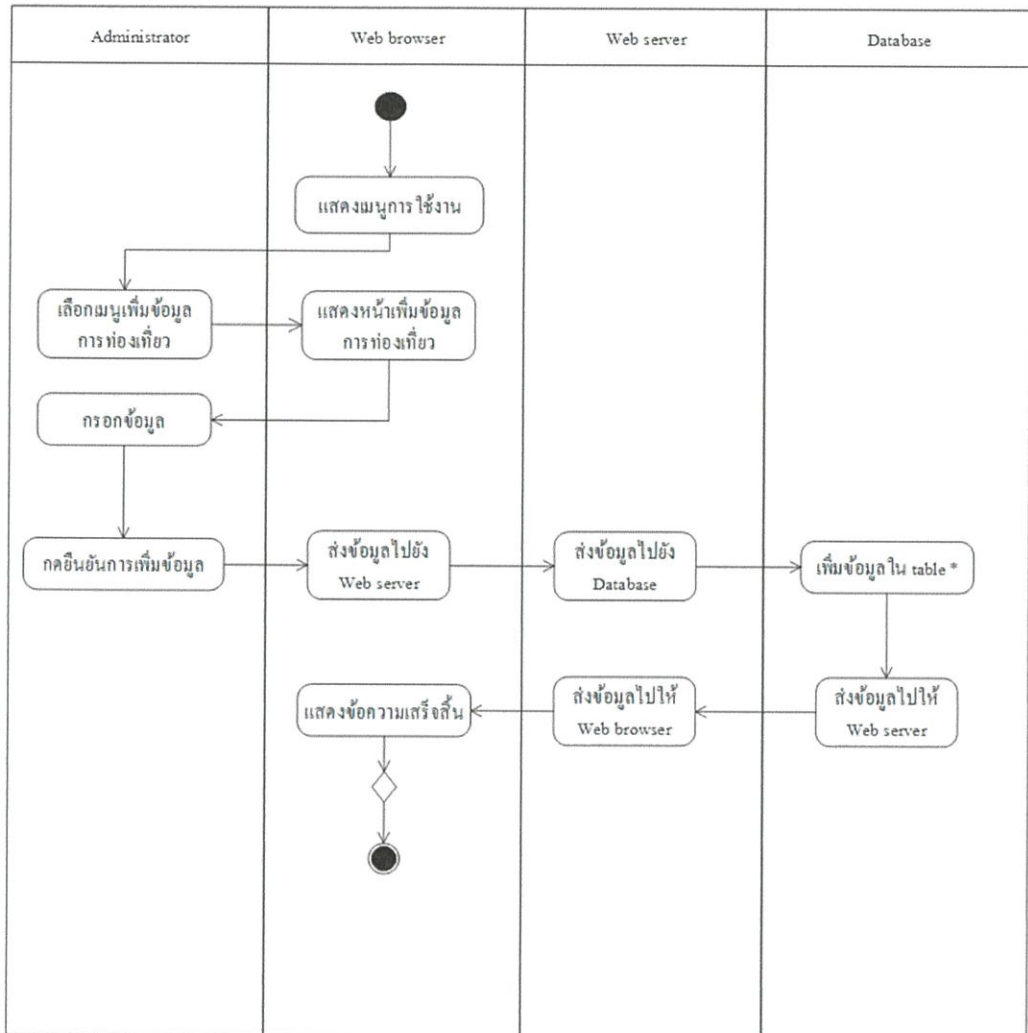 Administrator
Web browser
Web server
Database
แสดงเมนูการใช้งาน
เลือกเมนูเพิ่มข้อมูล
การท่องเที่ยว
แสดงหน้าเพิ่มข้อมูล
การท่องเที่ยว
กรอกข้อมูล
กดยืนยันการเพิ่มข้อมูล
ส่งข้อมูลไปยัง
Web server
ส่งข้อมูลไปยัง
Database
เพิ่มข้อมูลใน table *
แสดงข้อความเสร็จสิ้น
ส่งข้อมูลไปให้
Web browser
ส่งข้อมูลไปให้
Web server